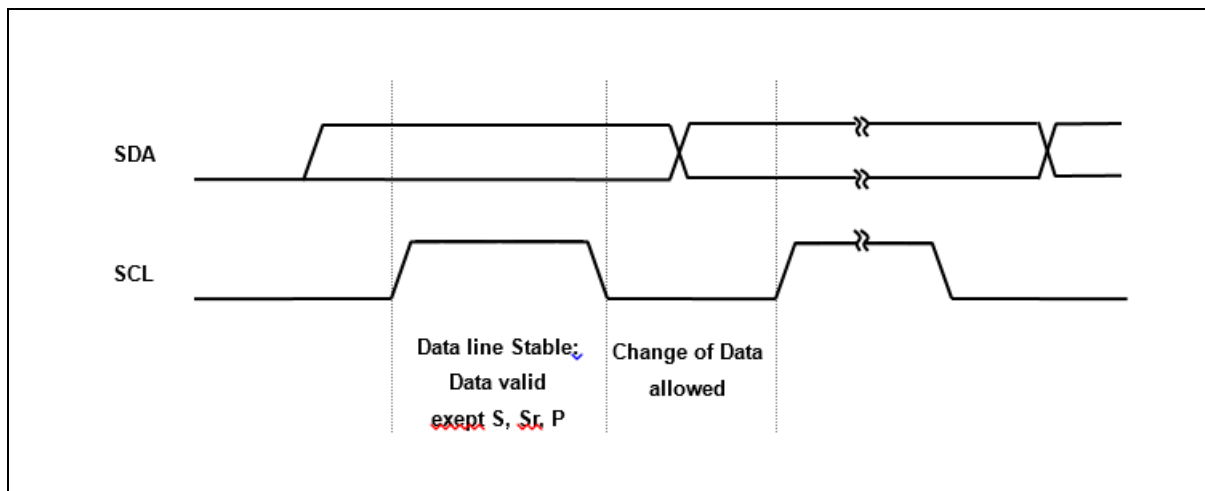 SDA
SCL
Data line Stable;
Data valid
exept S, Sr, P
Change of Data
allowed